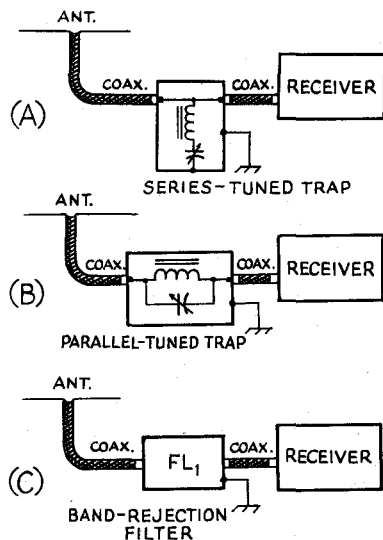 ANT.
COAX.
COAX.
RECEIVER
(A)
SERIES-TUNED TRAP
ANT.
COAX.
COAX.
RECEIVER
(B)
PARALLEL-TUNED TRAP
ANT.
COAX.
COAX.
FL1
RECEIVER
(C)
BAND-REJECTION
FILTER